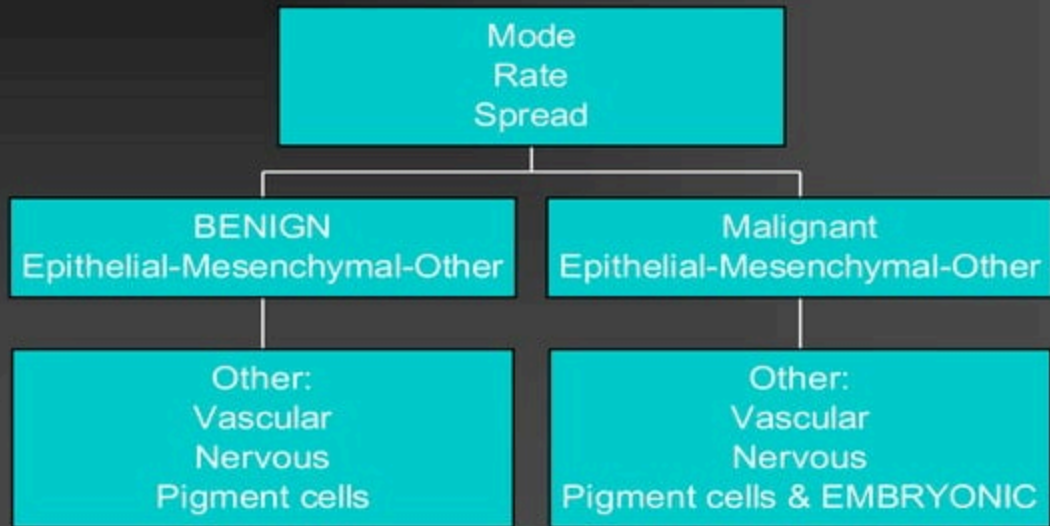 Mode
Rate
Spread
BENIGN
Epithelial-Mesenchymal-Other
Malignant
Epithelial-Mesenchymal-Other
Other:
Vascular
Nervous
Pigment cells
Other:
Vascular
Nervous
Pigment cells & EMBRYONIC